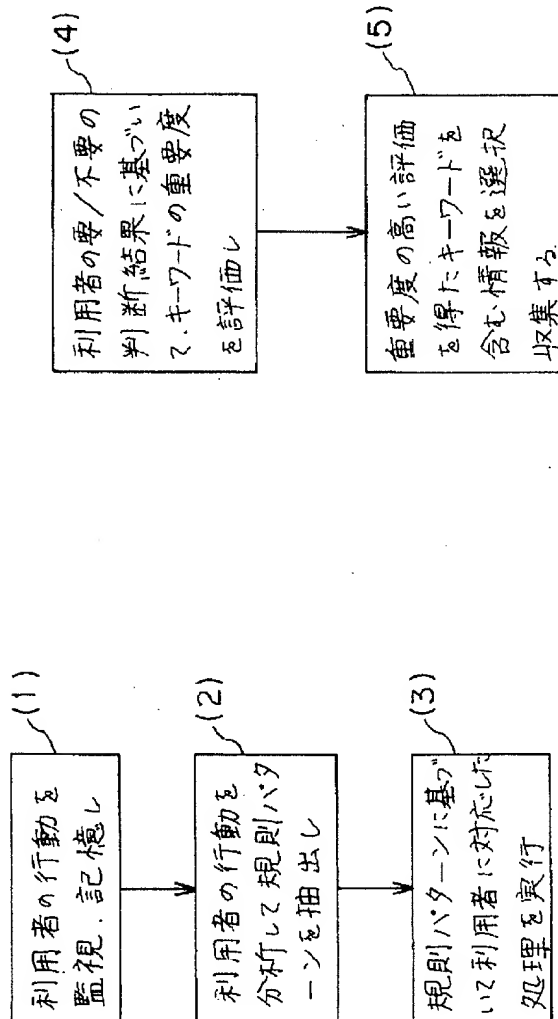 (1)
利用者の行動を
監視．記憶し
(2)
利用者の行動を
分析して規則パタ
ーンを抽出し
(3)
規則パターンに基づ
いて利用者に対応した
処理を実行
(4)
利用者の要/不要の
判断結果に基づい
て．キーワードの重要度
を評価し
(5)
重要度の高い評価
を得たキーワードを
含む情報を選択
収集する